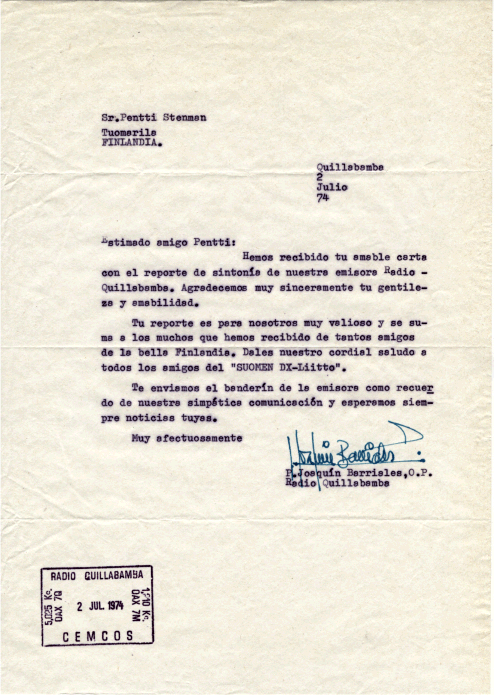 Sr.Pentti Stenman
Tuomarila
FINLANDIA.
Quillabamba
2
Julio
74
Estimado amigo Pentti:
Hemos recibido tu amable carta
con el reporte de sintonía de nuestra emisora Radio -
Quillabamba. Agradecemos muy sinceramente tu gentile-
za y amabilidad.
Tu reporte es para nosotros muy valioso y se su-
ma a los muchos que hemos recibido de tantos amigos
de la bella Finlandia. Dales nuestro cordial saludo a
todos los amigos del "SUOMEN DX-Liitto".
Te enviamos el banderín de la emisora como recuer
do de nuestra simpática comunicación y esperamos siem-
pre noticias tuyas.
Muy afectuosamente
P.Joaquín Barriales,O.P.
Radio Quillabamba
RADIO QUILLABAMBA
5,025 Kc.
OAX 7Q
2 JUL 1974
OAX 7M
CEMCOS